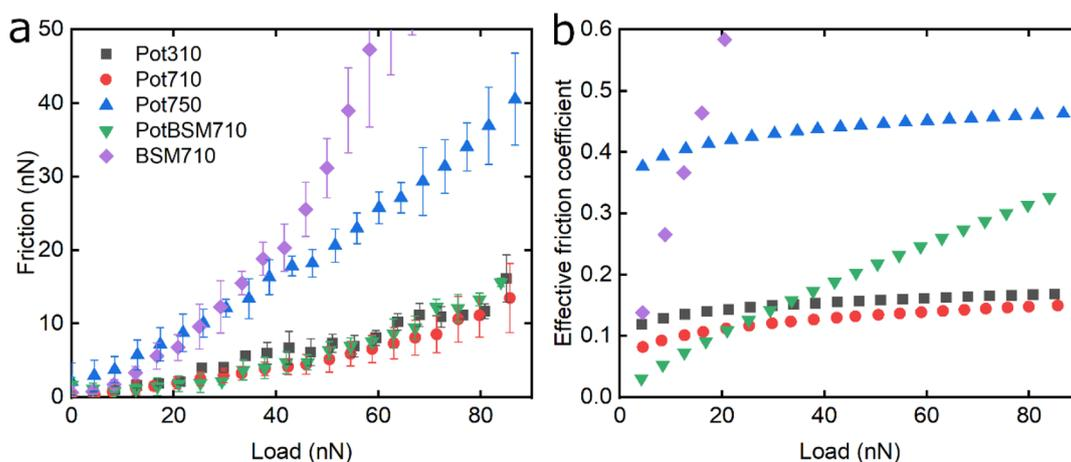 a
50
40
30
20
10
0
Friction (nN)
Pot310
Pot710
Pot750
PotBSM710
BSM710
0 20 40 60 80
Load (nN)
b
0.6
0.5
0.4
0.3
0.2
0.1
0.0
Effective friction coefficient
0 20 40 60 80
Load (nN)